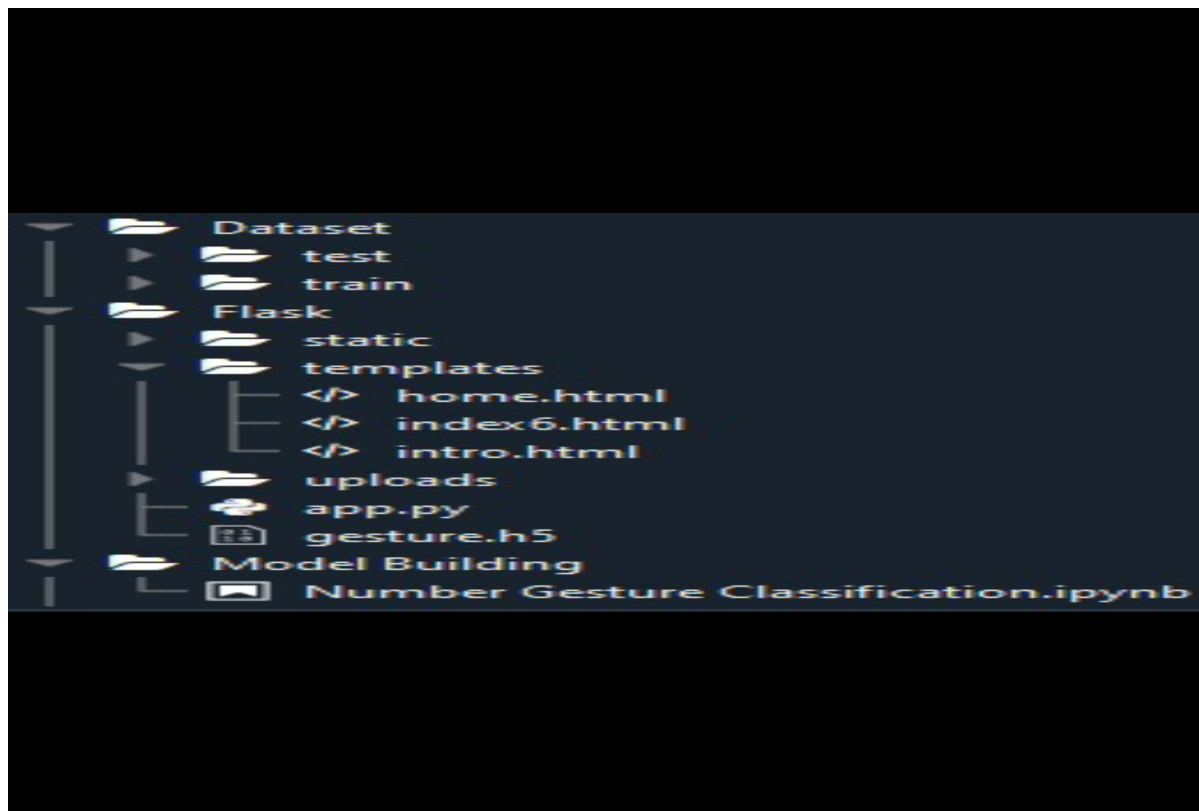 Dataset
test
train
Flask
static
templates
</> home.html
</> index6.html
</> intro.html
uploads
app.py
gesture.h5
Model Building
Number Gesture Classification.ipynb